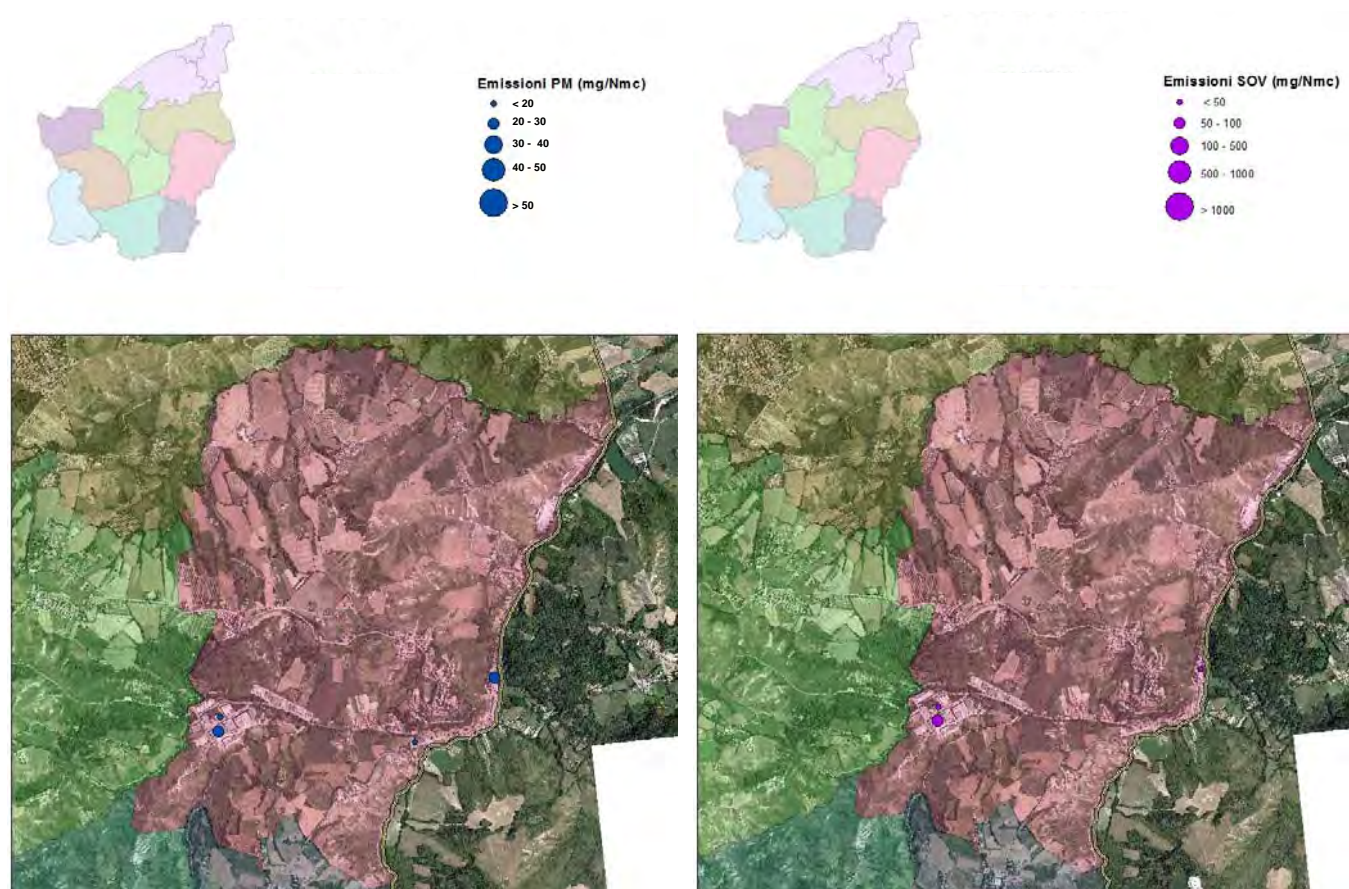 Emissioni PM (mg/Nmc)
< 20
20 - 30
30 - 40
40 - 50
> 50
Emissioni SOV (mg/Nmc)
< 50
50 - 100
100 - 500
500 - 1000
> 1000